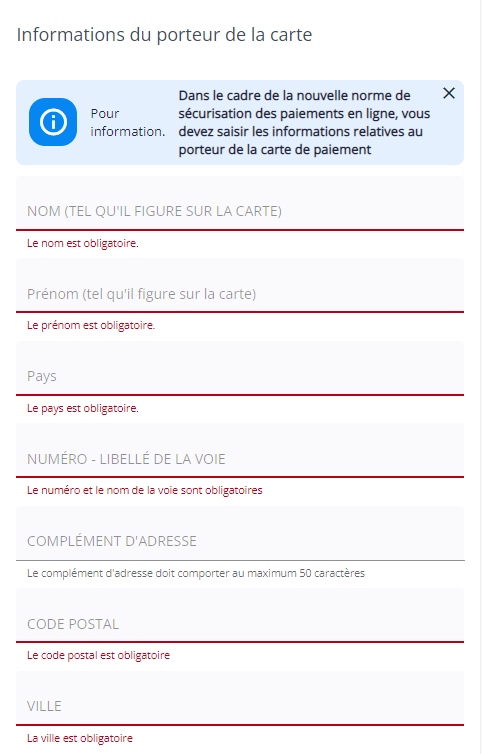 Informations du porteur de la carte
Pour
information.
Dans le cadre de la nouvelle norme de
sécurisation des paiements en ligne, vous
devez saisir les informations relatives au
porteur de la carte de paiement
NOM (TEL QU'IL FIGURE SUR LA CARTE)
Le nom est obligatoire.
Prénom (tel qu'il figure sur la carte)
Le prénom est obligatoire.
Pays
Le pays est obligatoire.
NUMÉRO - LIBELLÉ DE LA VOIE
Le numéro et le nom de la voie sont obligatoires
COMPLÉMENT D'ADRESSE
Le complément d'adresse doit comporter au maximum 50 caractères
CODE POSTAL
Le code postal est obligatoire
VILLE
La ville est obligatoire